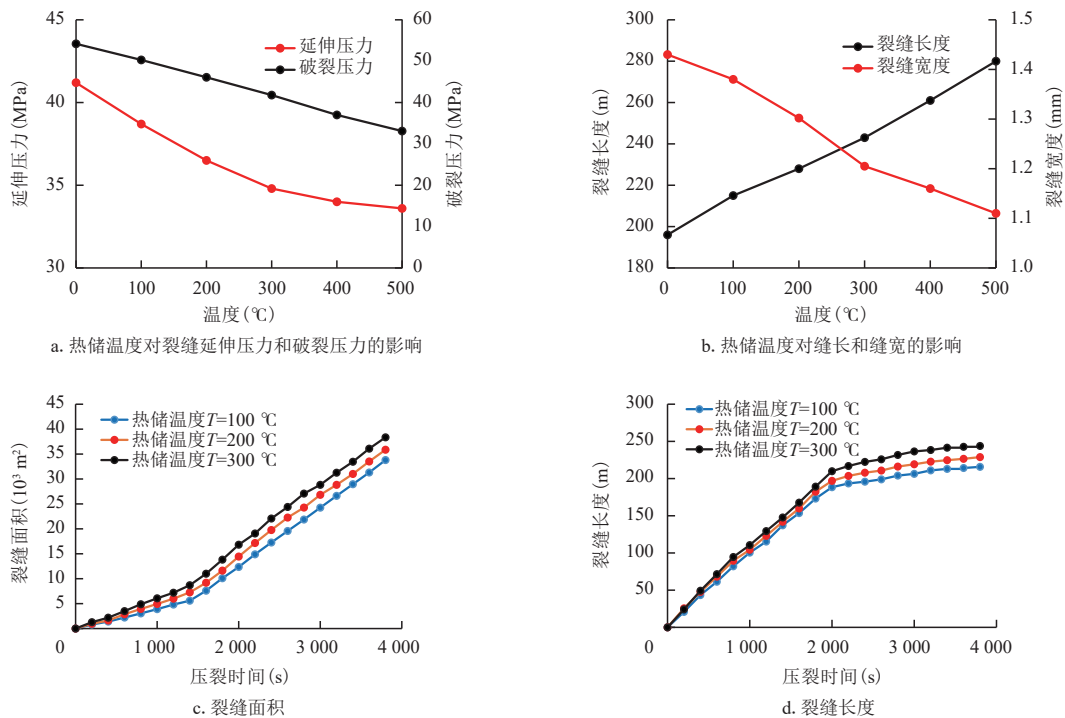 45
40
35
30
延伸压力(MPa)
60
50
40
30
20
10
0
破裂压力(MPa)
延伸压力
破裂压力
0 100 200 300 400 500
温度(℃)
a. 热储温度对裂缝延伸压力和破裂压力的影响
300
280
260
240
220
200
180
裂缝长度(m)
1.5
1.4
1.3
1.2
1.1
1.0
裂缝宽度(mm)
裂缝长度
裂缝宽度
0 100 200 300 400 500
温度(℃)
b. 热储温度对缝长和缝宽的影响
45
40
35
30
25
20
15
10
5
裂缝面积(10³ m²)
热储温度T=100 ℃
热储温度T=200 ℃
热储温度T=300 ℃
0 1 000 2 000 3 000 4 000
压裂时间(s)
c. 裂缝面积
300
250
200
150
100
50
裂缝长度(m)
热储温度T=100 ℃
热储温度T=200 ℃
热储温度T=300 ℃
0 1 000 2 000 3 000 4 000
压裂时间(s)
d. 裂缝长度